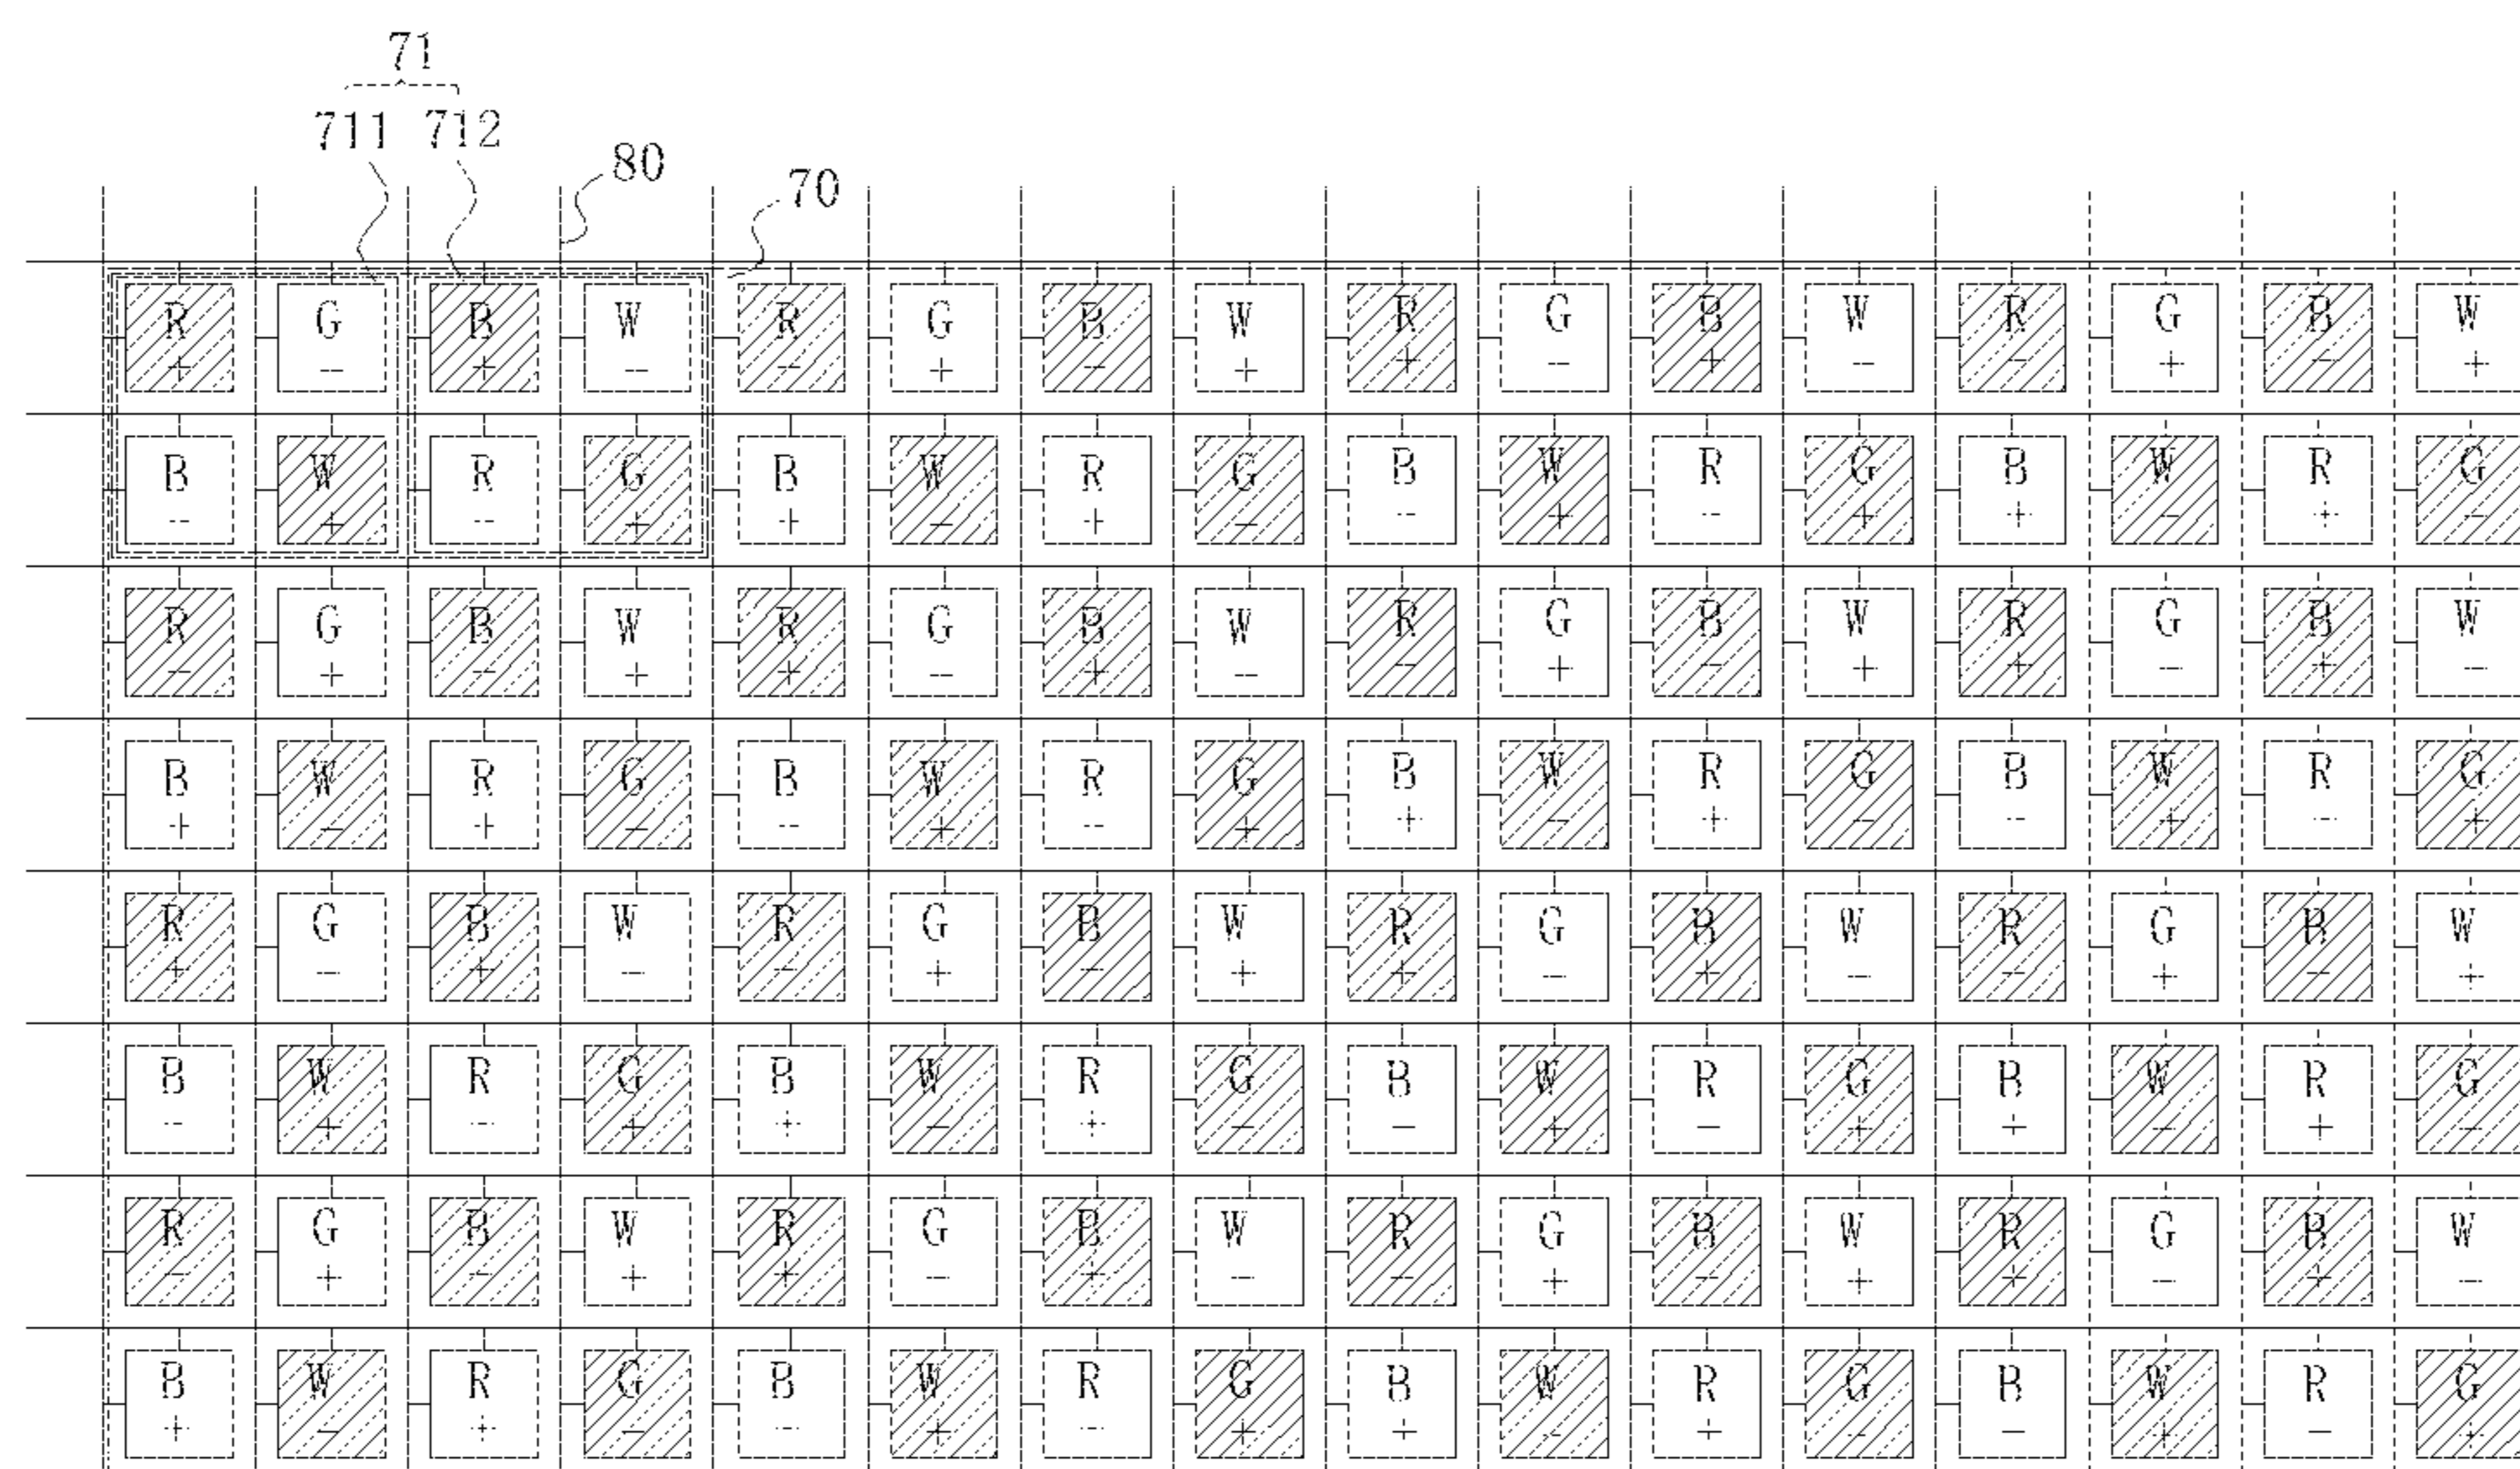 71
711 712
80
70
R G B W R G B W R G B W R G B W
+ - + - - + - + + - + - - + - +
B W R G B W R G B W R G B W R G
- + - + + - + - - + - + + - + -
R G B W R G B W R G B W R G B W
- + - + + - + - - + - + + - + -
B W R G B W R G B W R G B W R G
+ - + - - + - + + - + - - + - +
R G B W R G B W R G B W R G B W
+ - + - - + - + + - + - - + - +
B W R G B W R G B W R G B W R G
- + - + + - + - - + - + + - + -
R G B W R G B W R G B W R G B W
- + - + + - + - - + - + + - + -
B W R G B W R G B W R G B W R G
+ - + - - + - + + - + - - + - +